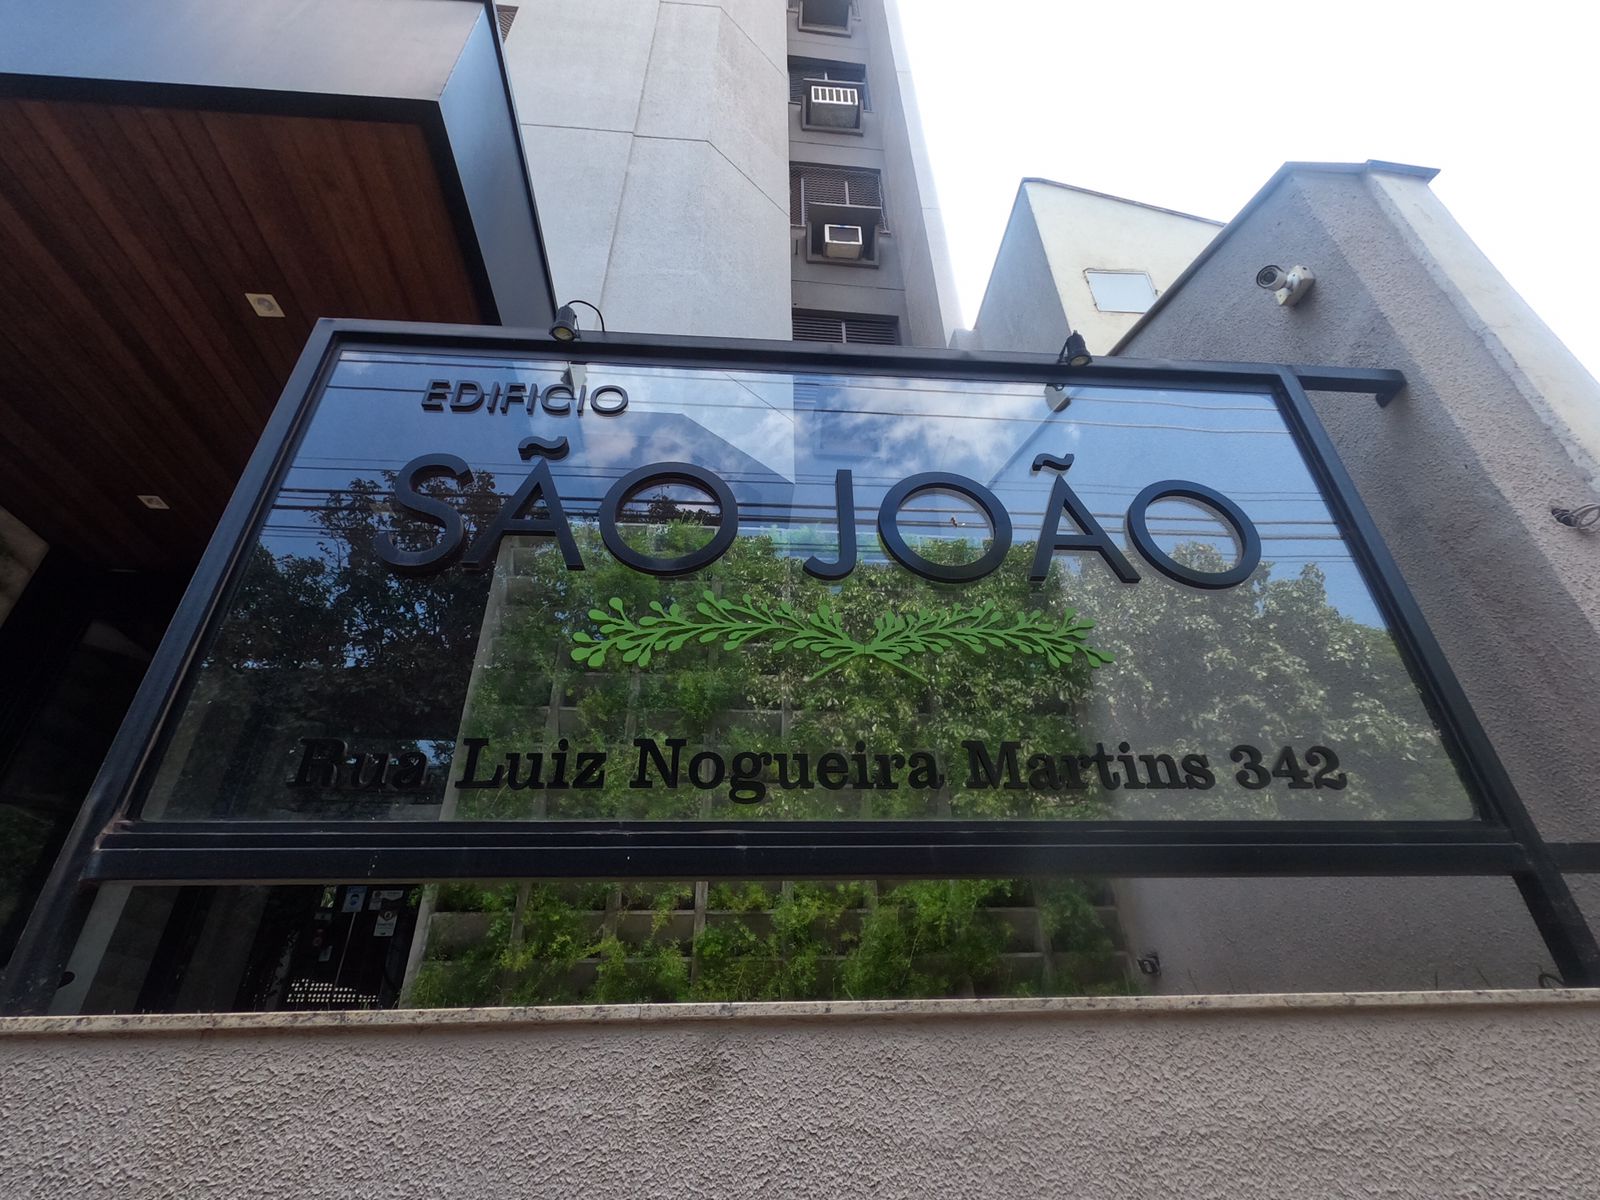 EDIFICIO
SÃO JOÃO
Rua Luiz Nogueira Martins 342